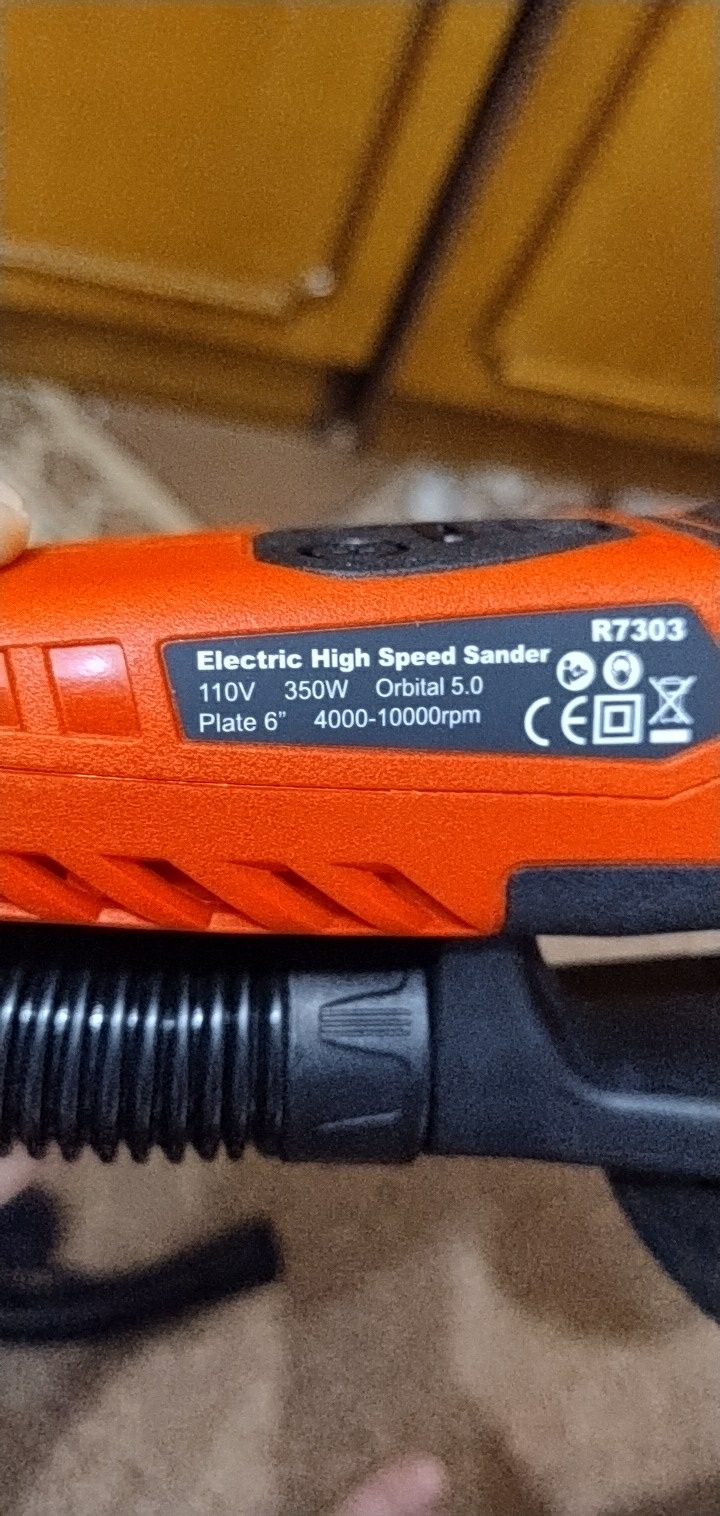 R7303
Electric High Speed Sander
110V 350W Orbital 5.0
Plate 6” 4000-10000rpm
CE